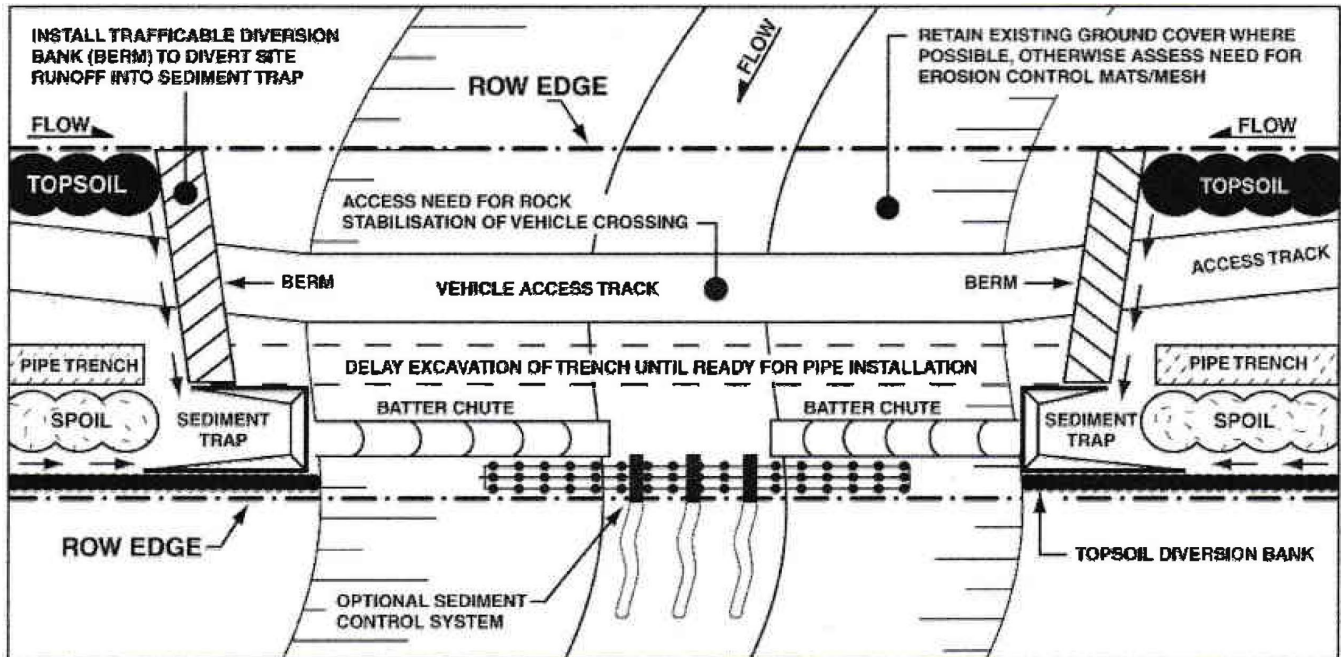 INSTALL TRAFFICABLE DIVERSION
BANK (BERM) TO DIVERT SITE
RUNOFF INTO SEDIMENT TRAP
FLOW
RETAIN EXISTING GROUND COVER WHERE
POSSIBLE, OTHERWISE ASSESS NEED FOR
EROSION CONTROL MATS/MESH
ROW EDGE
FLOW
FLOW
TOPSOIL
TOPSOIL
ACCESS NEED FOR ROCK
STABILISATION OF VEHICLE CROSSING
ACCESS TRACK
BERM
VEHICLE ACCESS TRACK
BERM
PIPE TRENCH
DELAY EXCAVATION OF TRENCH UNTIL READY FOR PIPE INSTALLATION
PIPE TRENCH
SPOIL
SEDIMENT
TRAP
BATTER CHUTE
BATTER CHUTE
SEDIMENT
TRAP
SPOIL
ROW EDGE
TOPSOIL DIVERSION BANK
OPTIONAL SEDIMENT
CONTROL SYSTEM